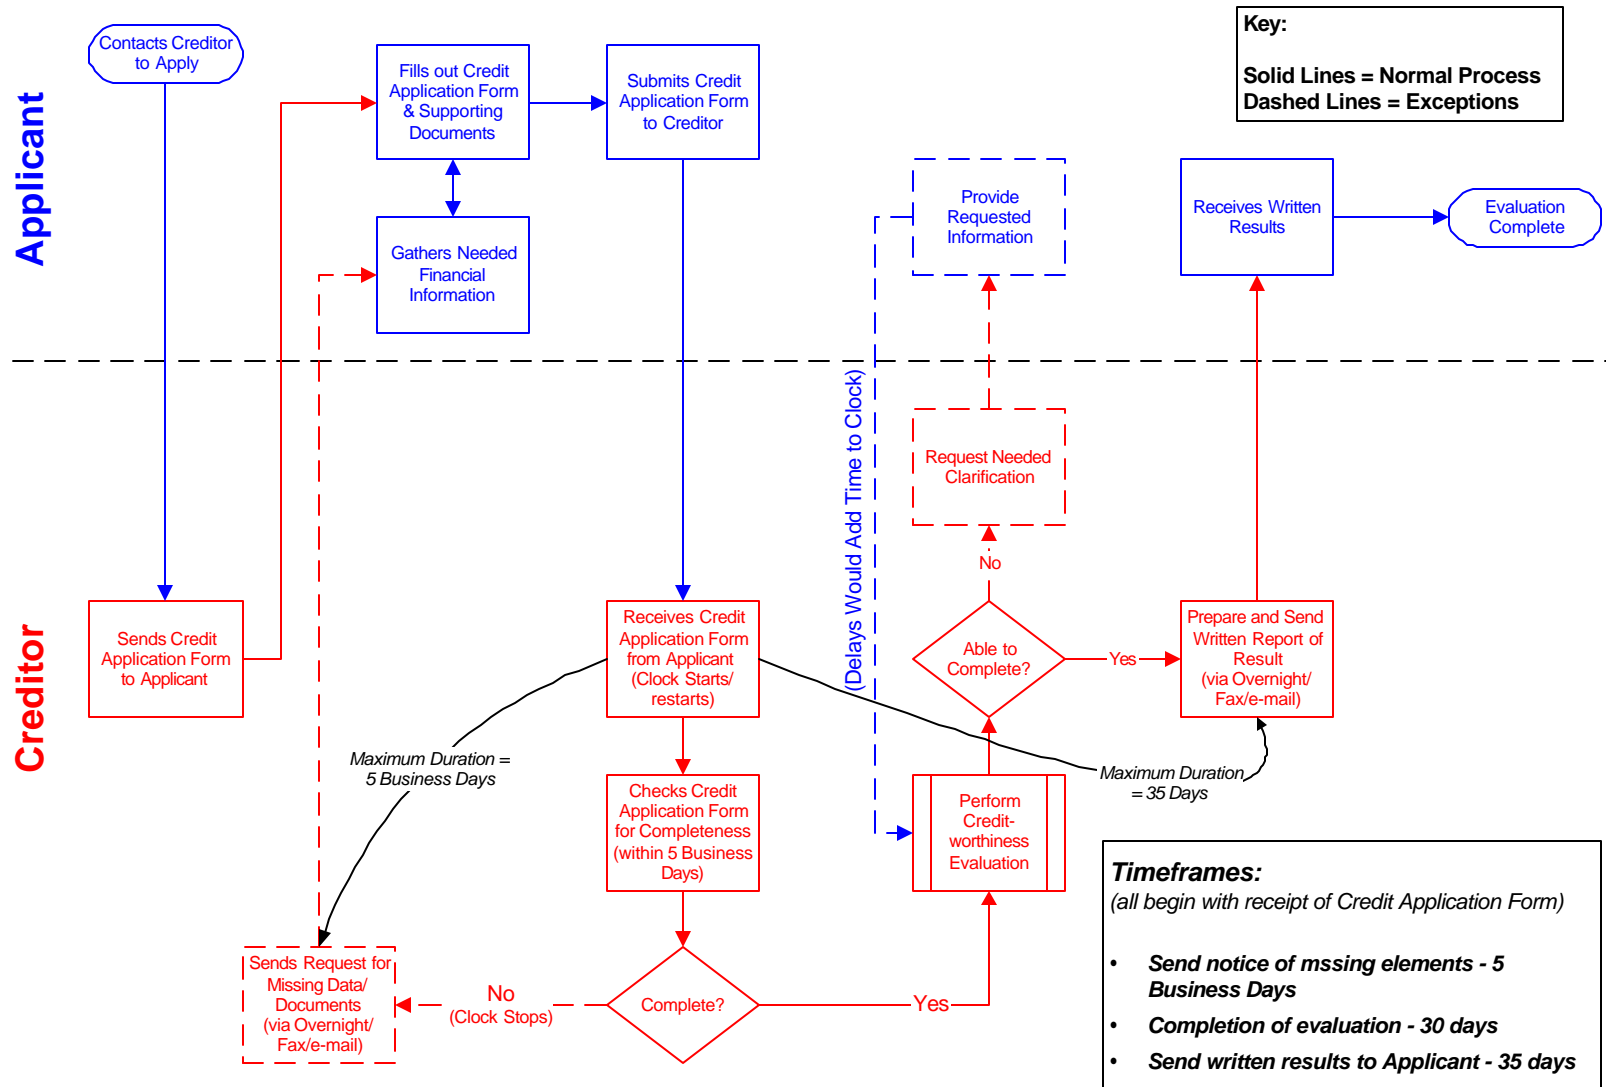 Key:
Solid Lines = Normal Process
Dashed Lines = Exceptions
Applicant
Contacts Creditor
to Apply
Fills out Credit
Application Form
& Supporting
Documents
Submits Credit
Application Form
to Creditor
Gathers Needed
Financial
Information
Provide
Requested
Information
Receives Written
Results
Evaluation
Complete
Creditor
Sends Credit
Application Form
to Applicant
Receives Credit
Application Form
from Applicant
(Clock Starts/
restarts)
(Delays Would Add Time to Clock)
Request Needed
Clarification
No
Able to
Complete?
Yes
Prepare and Send
Written Report of
Result
(via Overnight/
Fax/e-mail)
Maximum Duration =
5 Business Days
Maximum Duration
= 35 Days
Checks Credit
Application Form
for Completeness
(within 5 Business
Days)
Perform
Credit-
worthiness
Evaluation
Sends Request for
Missing Data/
Documents
(via Overnight/
Fax/e-mail)
No
(Clock Stops)
Complete?
Yes
Timeframes:
(all begin with receipt of Credit Application Form)
• Send notice of mssing elements - 5
Business Days
• Completion of evaluation - 30 days
• Send written results to Applicant - 35 days